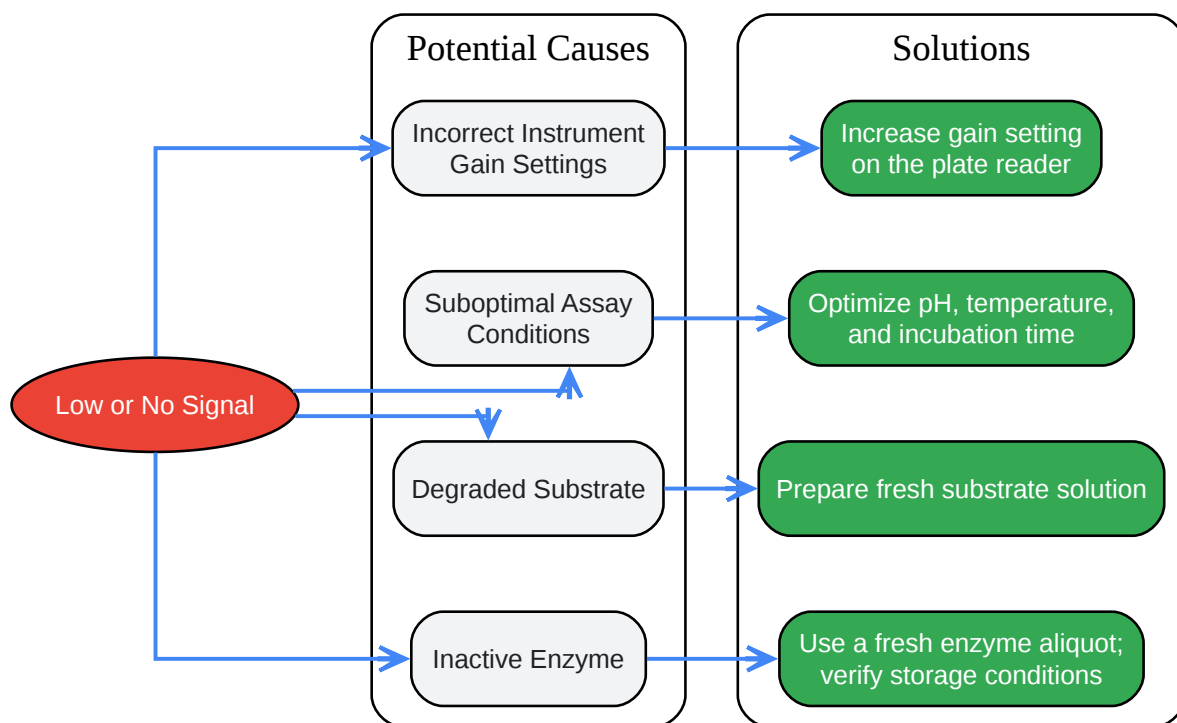 Potential Causes
Solutions
Incorrect Instrument
Gain Settings
Increase gain setting
on the plate reader
Suboptimal Assay
Conditions
Optimize pH, temperature,
and incubation time
Low or No Signal
Degraded Substrate
Prepare fresh substrate solution
Inactive Enzyme
Use a fresh enzyme aliquot;
verify storage conditions